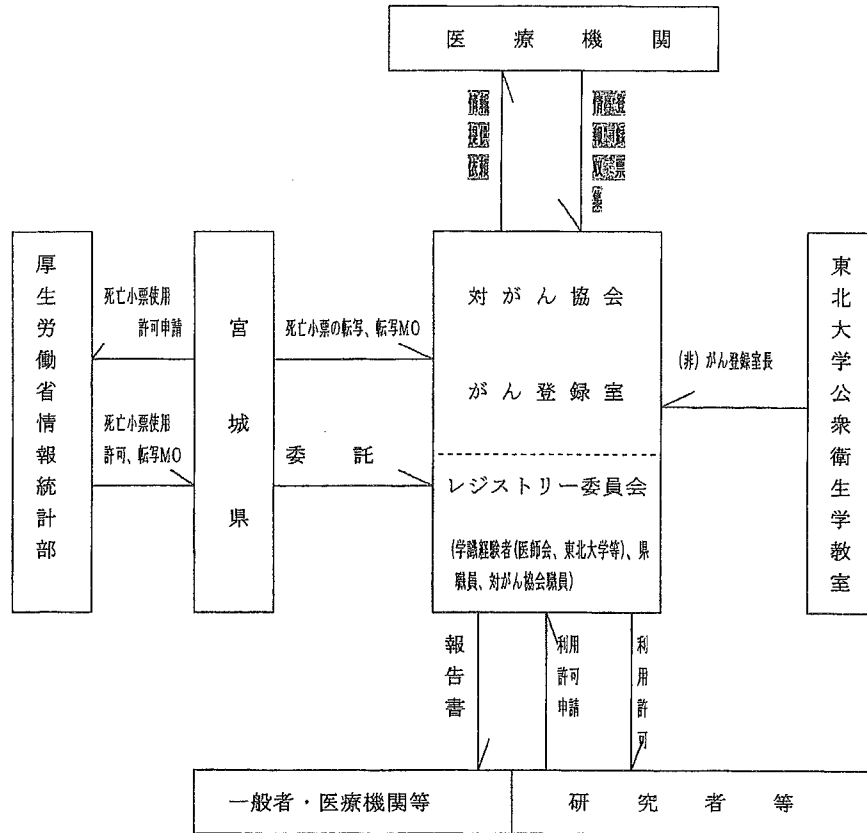 医療機関
情報提供依頼
厚生労働省情報統計部
死亡小票使用
許可申請
死亡小票使用
許可、転写MO
宮城県
死亡小票の転写、転写MO
委託
対がん協会
がん登録室
レジストリー委員会
(学識経験者(医師会、東北大学等)、県
職員、対がん協会職員)
(非)がん登録室長
東北大学公衆衛生学教室
報告書
利用
許可
申請
利用許可
一般者・医療機関等
研究者等